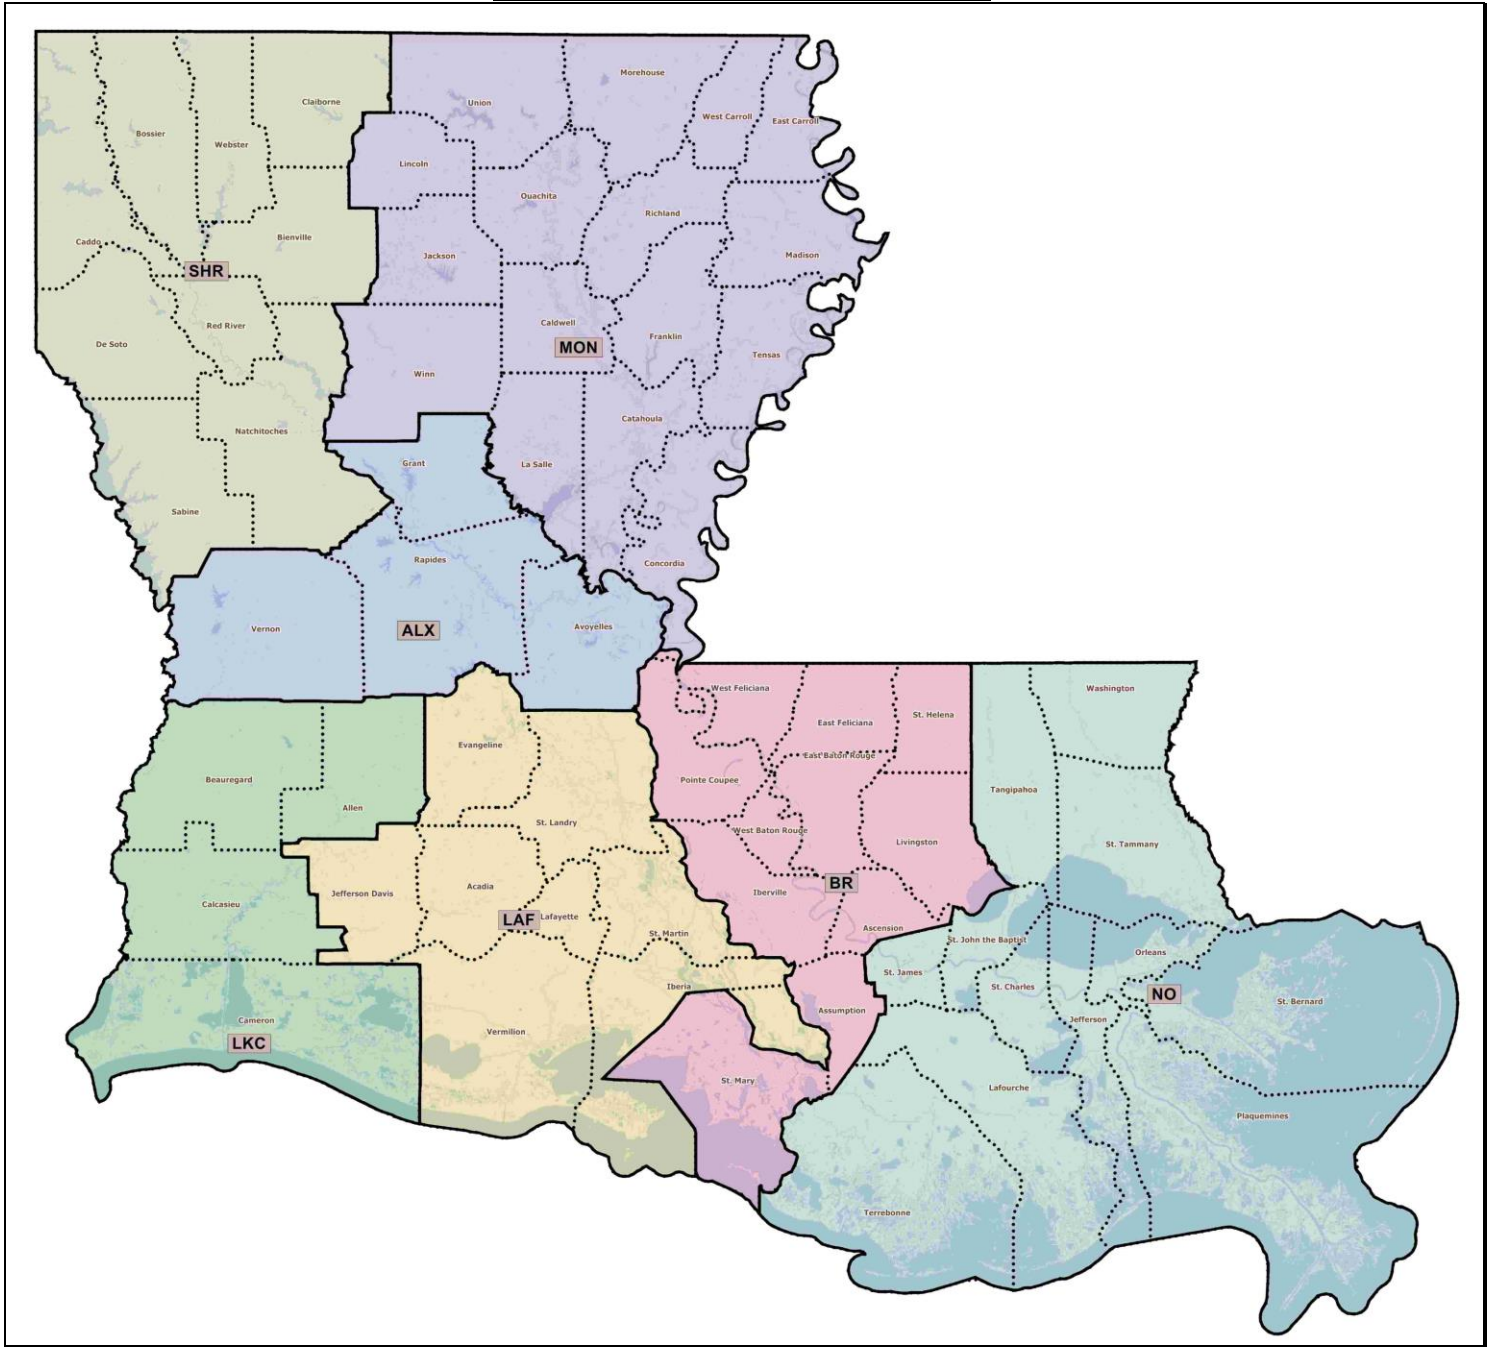 Morehouse
Union
Claiborne
West Carroll
East Carroll
Bossier
Webster
Lincoln
Ouachita
Richland
Bienville
Caddo
Jackson
Madison
SHR
Caldwell
Red River
Franklin
De Soto
MON
Tensas
Winn
Catahoula
Natchitoches
Grant
La Salle
Sabine
Rapides
Concordia
Vernon
ALX
Avoyelles
West Feliciana
Washington
St. Helena
East Feliciana
Evangeline
East Baton Rouge
Beauregard
Pointe Coupee
Tangipahoa
Allen
St. Landry
West Baton Rouge
Livingston
St. Tammany
BR
Acadia
Jefferson Davis
Iberville
Calcasieu
LAF
Lafayette
Ascension
St. Martin
St. John the Baptist
Orleans
St. James
Iberia
St. Charles
NO
St. Bernard
Assumption
Cameron
Jefferson
Vermilion
LKC
St. Mary
Lafourche
Plaquemines
Terrebonne